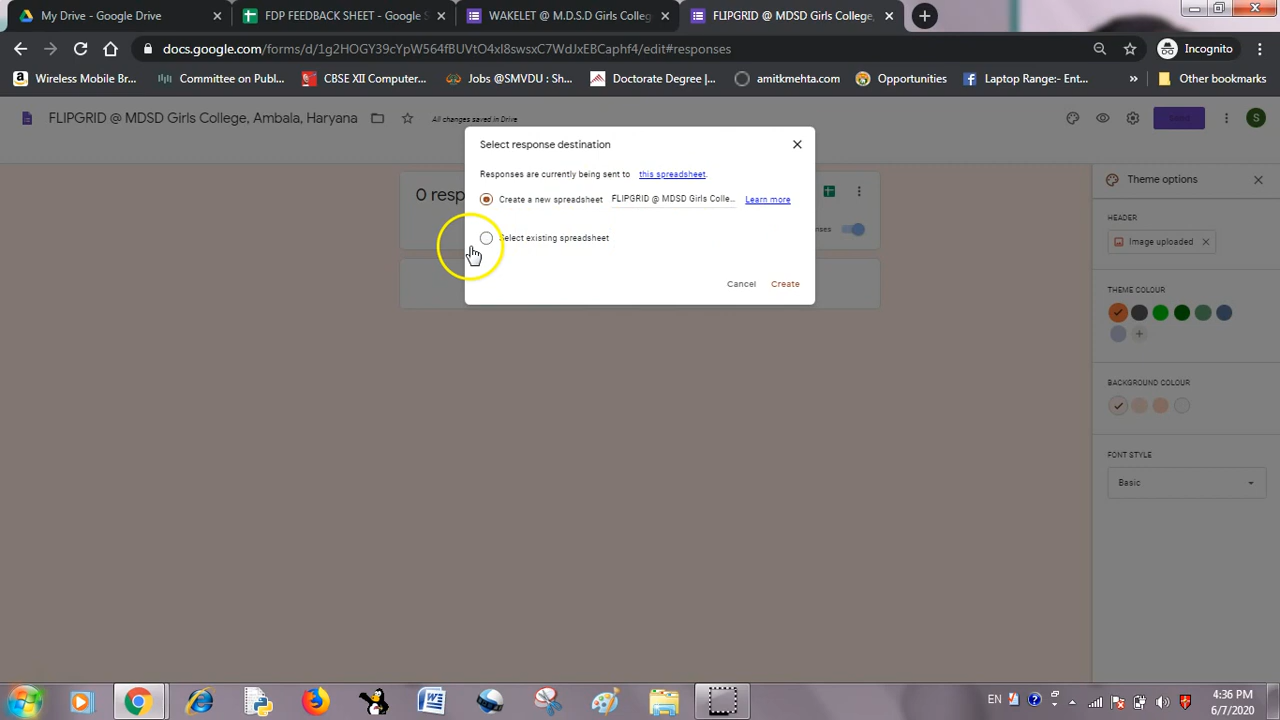 My Drive - Google Drive
FDP FEEDBACK SHEET - Google S
WAKELET @ M.D.S.D Girls Colleg
FLIPGRID @ MDSD Girls College,
docs.google.com/forms/d/1g2HOGY39cYpW564fBUVtO4xI8swsxC7WdJxEBCaphf4/edit#responses
Incognito
Wireless Mobile Br...
Committee on Publ...
CBSE XII Computer...
Jobs @SMVDU : Sh...
Doctorate Degree |...
amitkmehta.com
Opportunities
Laptop Range:- Ent...
»
Other bookmarks
FLIPGRID @ MDSD Girls College, Ambala, Haryana
All changes saved in Drive
Send
S
Select response destination
Responses are currently being sent to this spreadsheet.
Create a new spreadsheet
FLIPGRID @ MDSD Girls Colle...
Learn more
Select existing spreadsheet
Cancel
Create
0 resp
nses
Theme options
HEADER
Image uploaded
THEME COLOUR
BACKGROUND COLOUR
FONT STYLE
Basic
EN
4:36 PM
6/7/2020